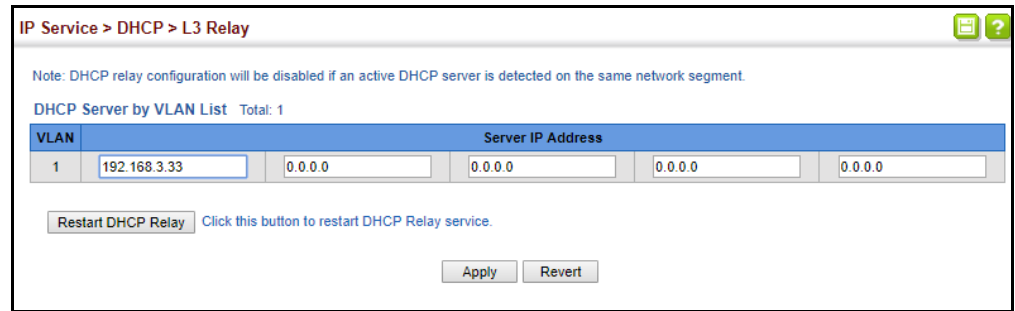 IP Service > DHCP > L3 Relay
?
Note: DHCP relay configuration will be disabled if an active DHCP server is detected on the same network segment.
DHCP Server by VLAN List Total: 1
VLAN Server IP Address
1 192.168.3.33 0.0.0.0 0.0.0.0 0.0.0.0 0.0.0.0
Restart DHCP Relay Click this button to restart DHCP Relay service.
Apply Revert